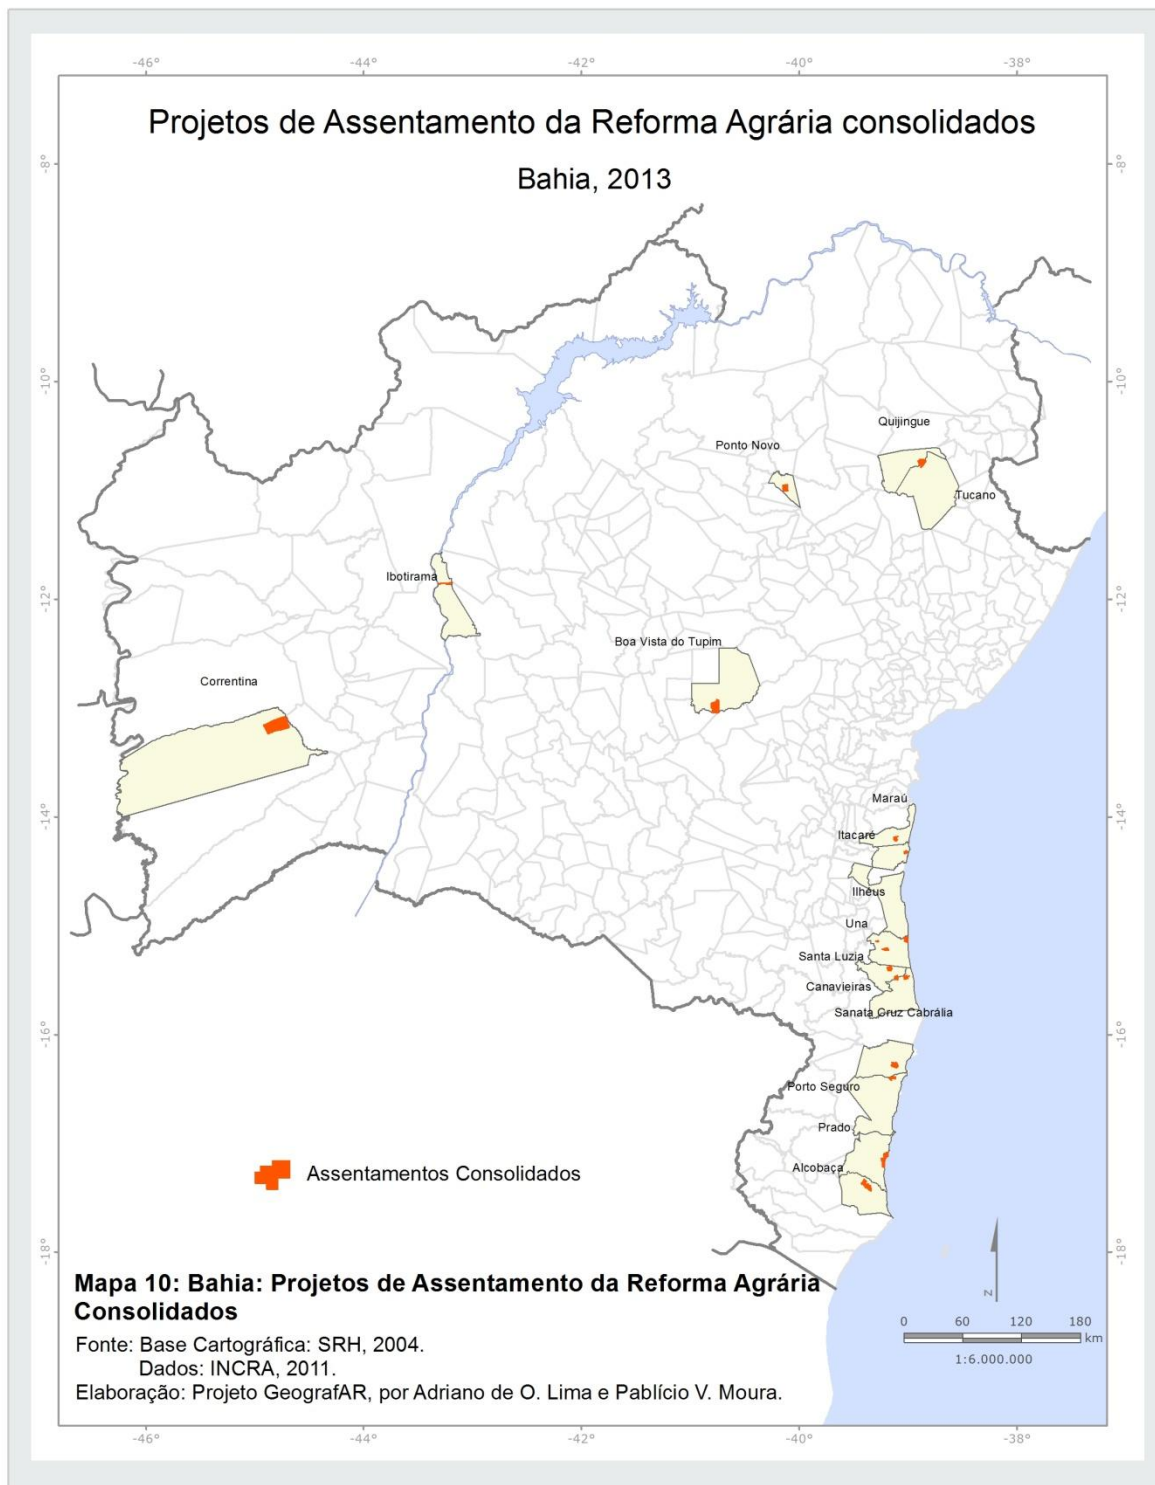 -46° -44° -42° -40° -38°
Projetos de Assentamento da Reforma Agrária consolidados
Bahia, 2013
-8° -8°
-10° -10°
Quijingue
Ponto Novo
Tucano
Ibotirama
-12° -12°
Boa Vista do Tupim
Correntina
Maraú
-14° -14°
Itacaré
Ilhéus
Una
Santa Luzia
Canavieiras
Sanata Cruz Cabrália
-16° -16°
Porto Seguro
Prado
Alcobaça
Assentamentos Consolidados
-18° -18°
Mapa 10: Bahia: Projetos de Assentamento da Reforma Agrária
Consolidados
Fonte: Base Cartográfica: SRH, 2004.
Dados: INCRA, 2011.
Elaboração: Projeto GeografAR, por Adriano de O. Lima e Pablício V. Moura.
N
0 60 120 180
km
1:6.000.000
-46° -44° -42° -40° -38°